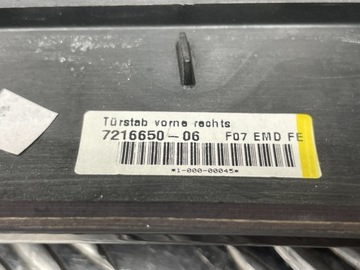 Türstab vorne rechts
7216650-06 F07 EMD FE
*1-000-00045*